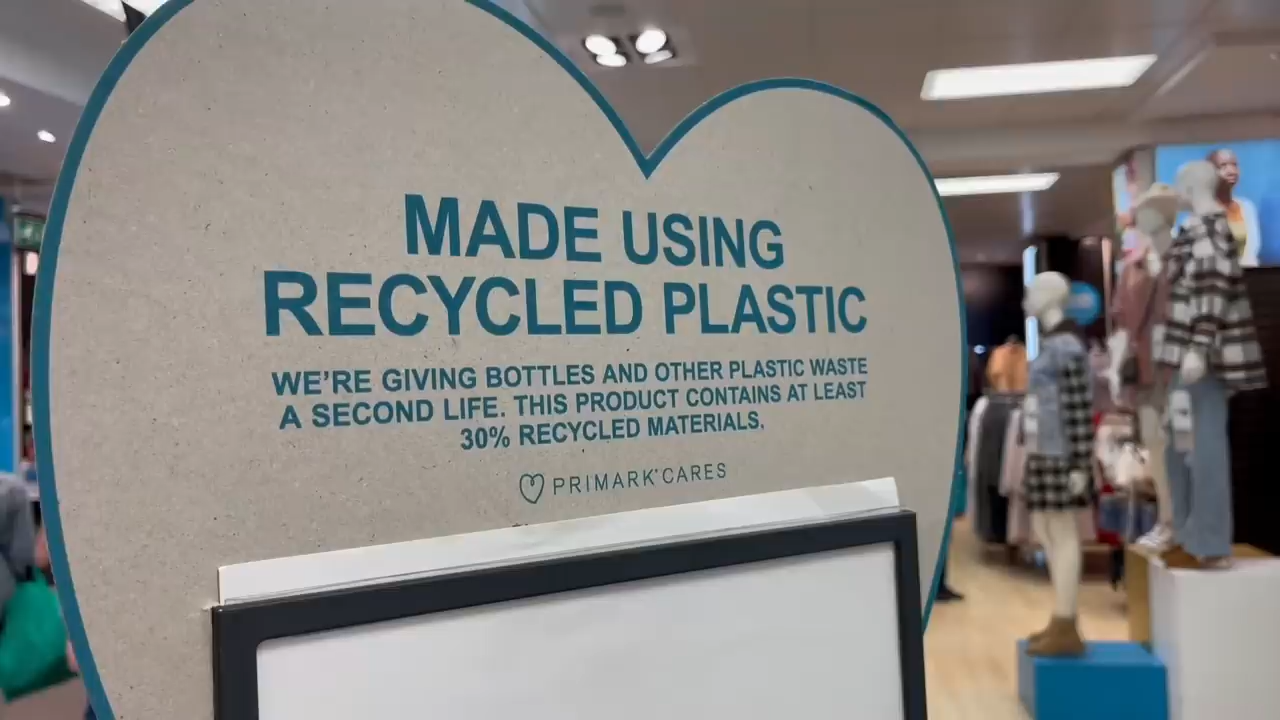 MADE USING
RECYCLED PLASTIC
WE'RE GIVING BOTTLES AND OTHER PLASTIC WASTE
A SECOND LIFE. THIS PRODUCT CONTAINS AT LEAST
30% RECYCLED MATERIALS.
PRIMARK® CARES